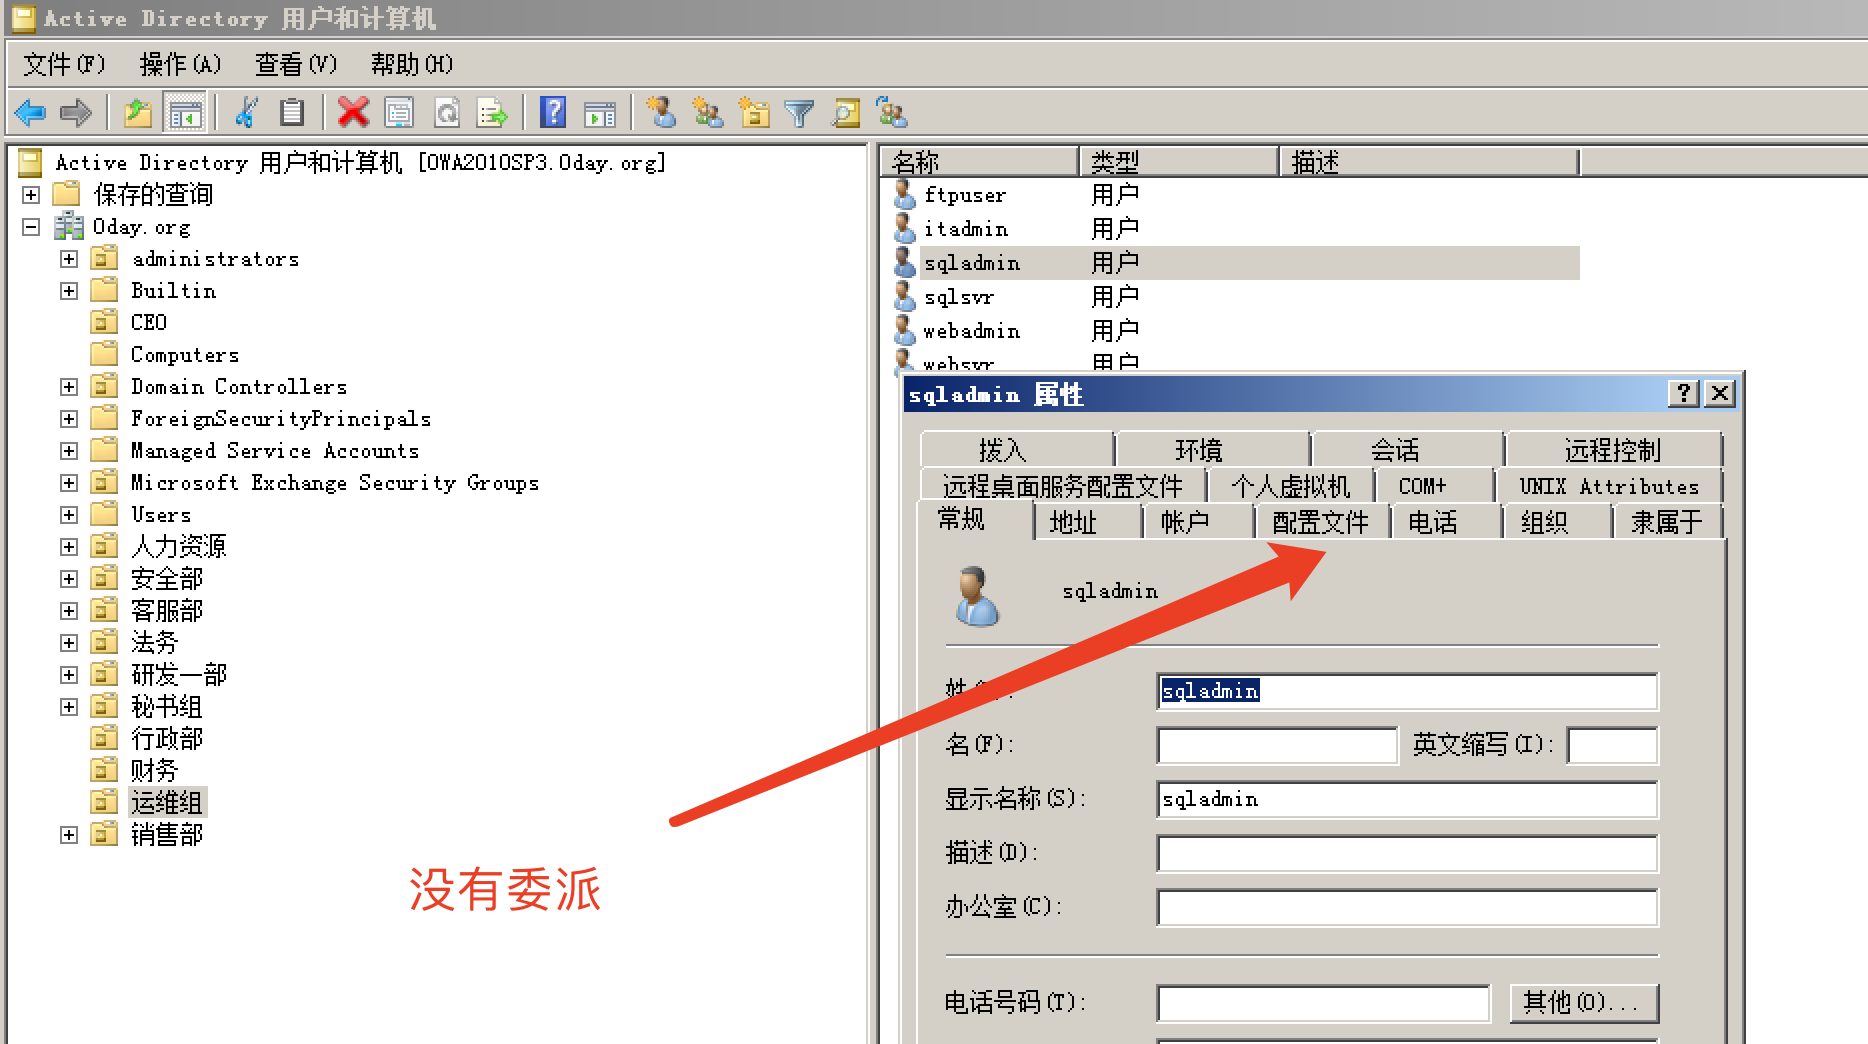 Active Directory 用户和计算机
文件(F) 操作(A) 查看(V) 帮助(H)
Active Directory 用户和计算机 [OWA2010SP3.0day.org]
保存的查询
0day.org
administrators
Builtin
CEO
Computers
Domain Controllers
ForeignSecurityPrincipals
Managed Service Accounts
Microsoft Exchange Security Groups
Users
人力资源
安全部
客服部
法务
研发一部
秘书组
行政部
财务
运维组
销售部
没有委派
名称 类型 描述
ftpuser 用户
itadmin 用户
sqladmin 用户
sqlsvr 用户
webadmin 用户
websvr 用户
sqladmin 属性
拨入 环境 会话 远程控制
远程桌面服务配置文件 个人虚拟机 COM+ UNIX Attributes
常规 地址 帐户 配置文件 电话 组织 隶属于
sqladmin
姓 sqladmin
名(F): 英文缩写(I):
显示名称(S): sqladmin
描述(D):
办公室(C):
电话号码(T): 其他(O)...